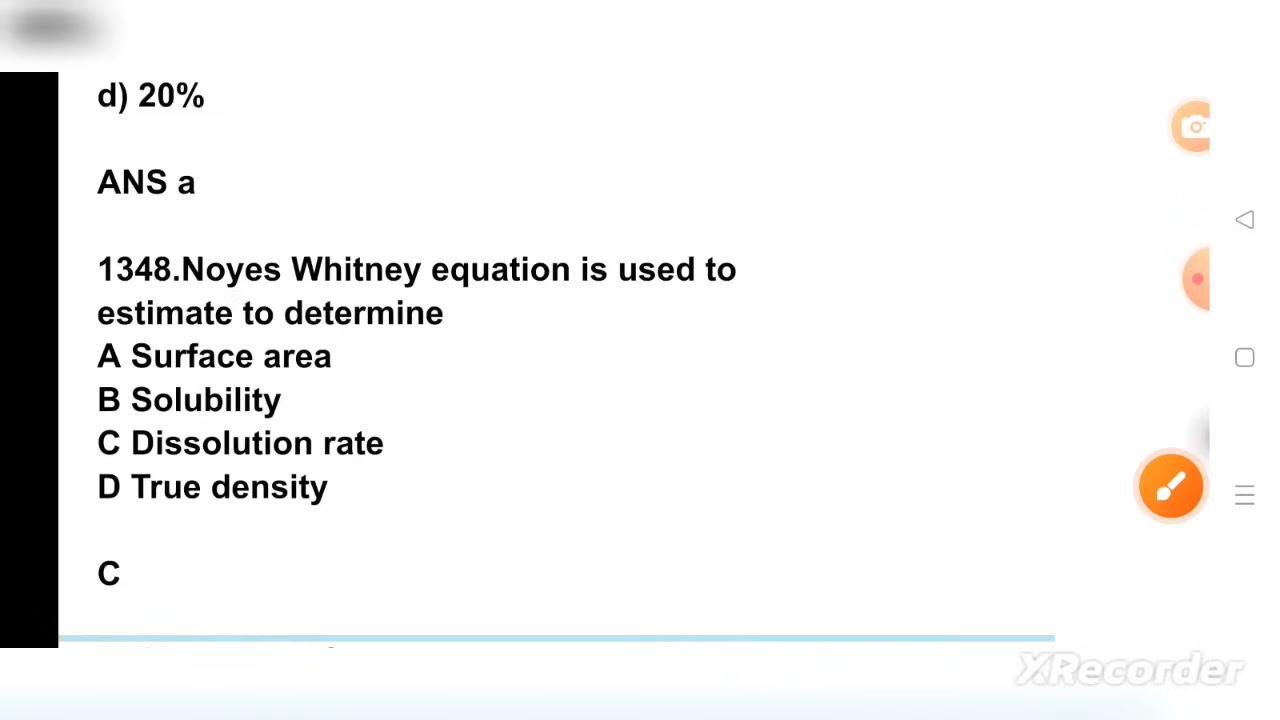 d) 20%
ANS a
1348.Noyes Whitney equation is used to
estimate to determine
A Surface area
B Solubility
C Dissolution rate
D True density
C
XRecorder